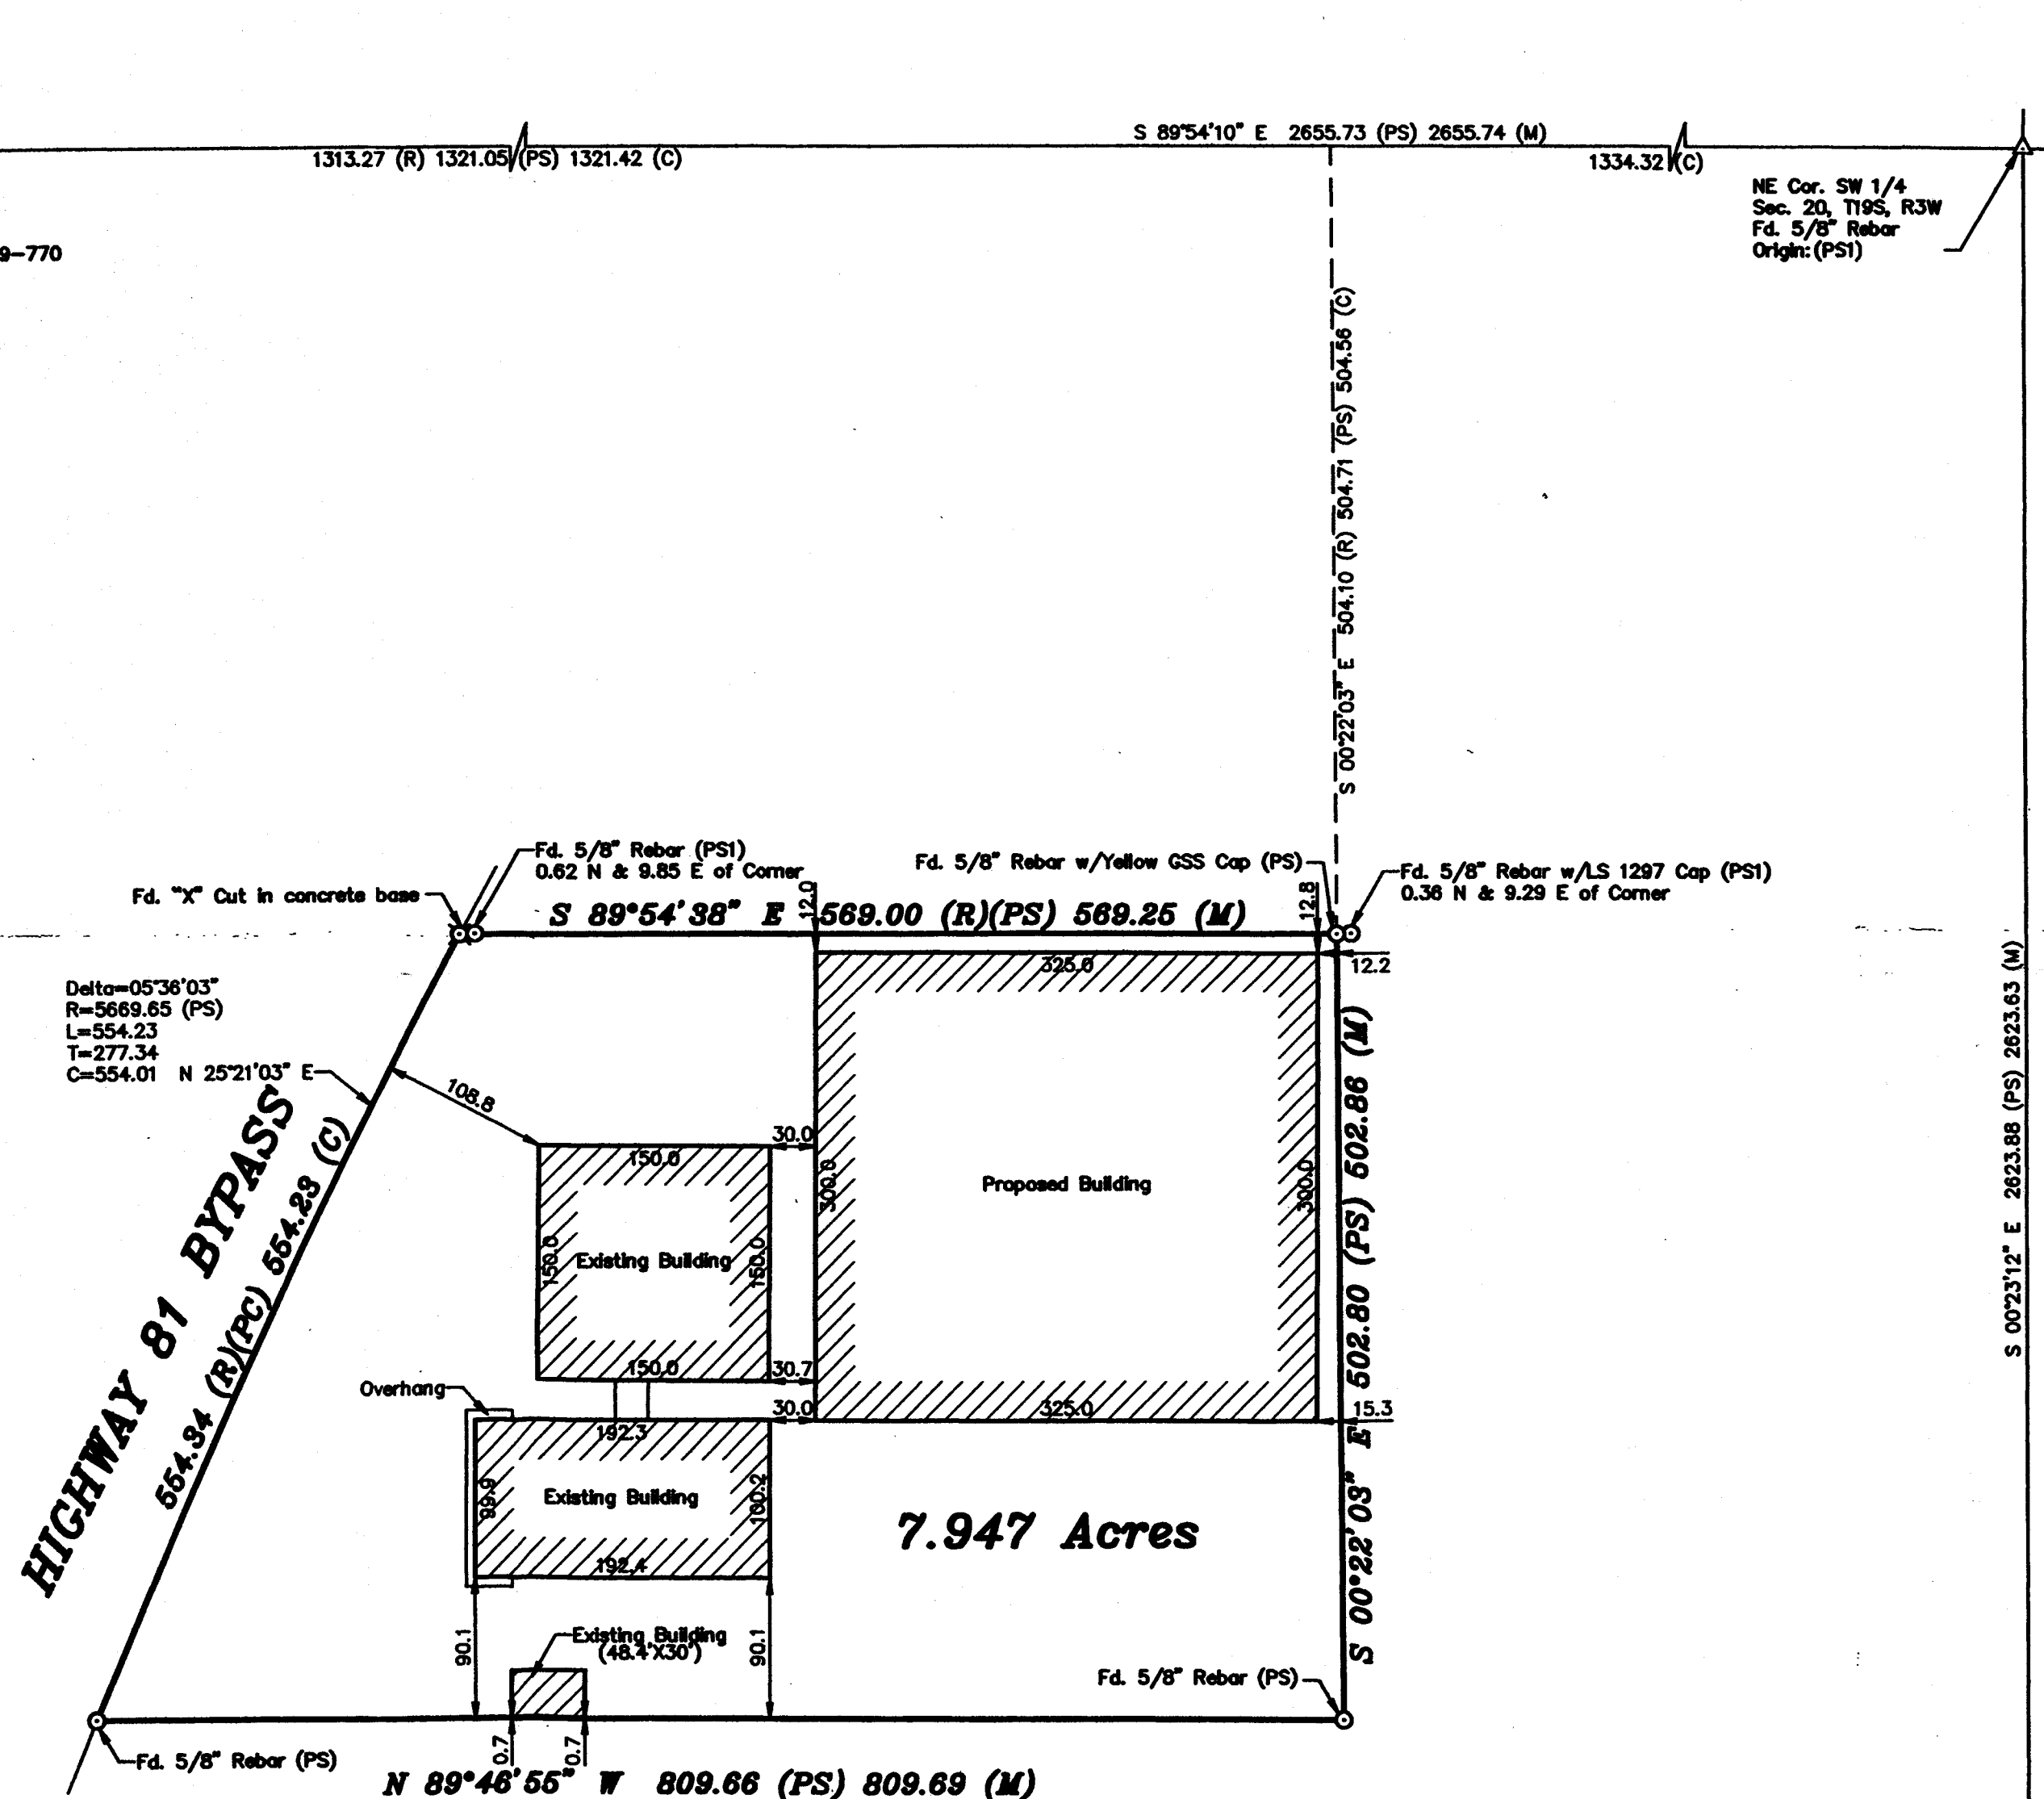 S 89°54'10" E 2655.73 (PS) 2655.74 (M)
1313.27 (R) 1321.05 (PS) 1321.42 (C)
1334.32 (C)
NE Cor. SW 1/4
Sec. 20, T19S, R3W
Fd. 5/8" Rebar
Origin: (PS1)
9-770
S 00°22'03" E 504.10 (R) 504.71 (PS) 504.56 (C)
Fd. 5/8" Rebar (PS1)
0.62 N & 9.85 E of Corner
Fd. 5/8" Rebar w/Yellow GSS Cap (PS)
Fd. 5/8" Rebar w/LS 1297 Cap (PS1)
0.36 N & 9.29 E of Corner
Fd. "X" Cut in concrete base
12.0
12.8
S 89°54'38" E 569.00 (R)(PS) 569.25 (M)
325.0
12.2
Delta=05°36'03"
R=5669.65 (PS)
L=554.23
T=277.34
C=554.01 N 25°21'03" E
108.8
HIGHWAY 81 BYPASS
554.34 (R)(PC) 554.23 (C)
30.0
150.0
300.0
Proposed Building
300.0
150.0
Existing Building
150.0
S 00°22'03" E 502.80 (PS) 502.86 (M)
S 00°23'12" E 2623.88 (PS) 2623.63 (M)
150.0
30.7
Overhang
30.0
325.0
15.3
192.3
99.9
Existing Building
100.2
7.947 Acres
192.4
90.1
Existing Building
(48.4'X30')
90.1
Fd. 5/8" Rebar (PS)
0.7
0.7
Fd. 5/8" Rebar (PS)
N 89°46'55" W 809.66 (PS) 809.69 (M)